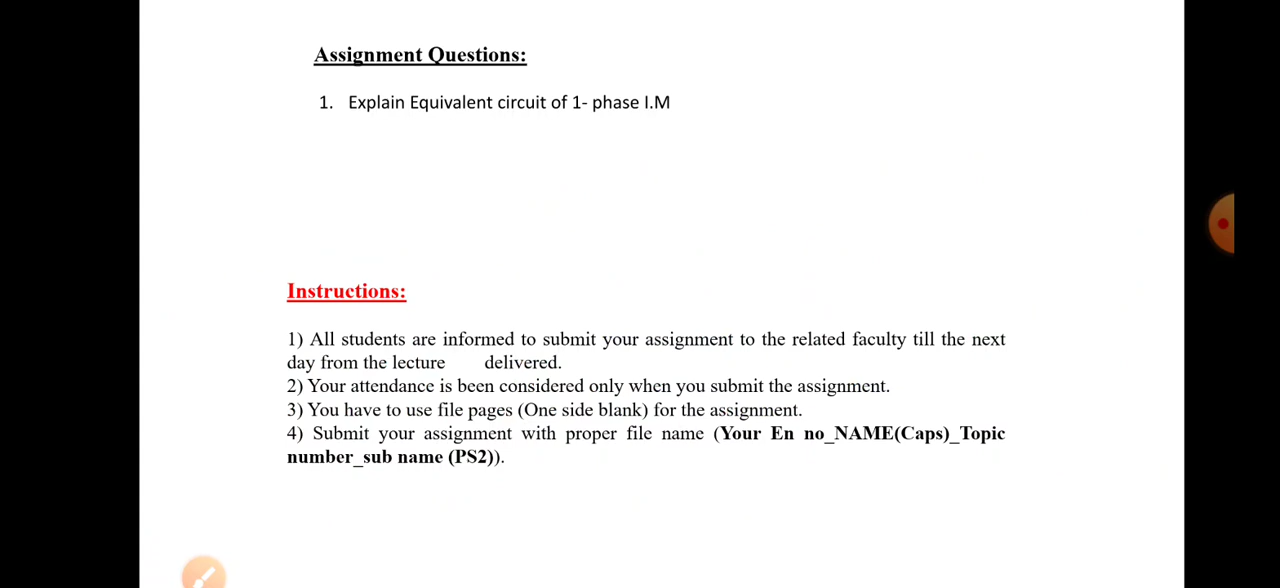 Assignment Questions:
1. Explain Equivalent circuit of 1- phase I.M
Instructions:
1) All students are informed to submit your assignment to the related faculty till the next
day from the lecture delivered.
2) Your attendance is been considered only when you submit the assignment.
3) You have to use file pages (One side blank) for the assignment.
4) Submit your assignment with proper file name (Your En no_NAME(Caps)_Topic
number_sub name (PS2)).